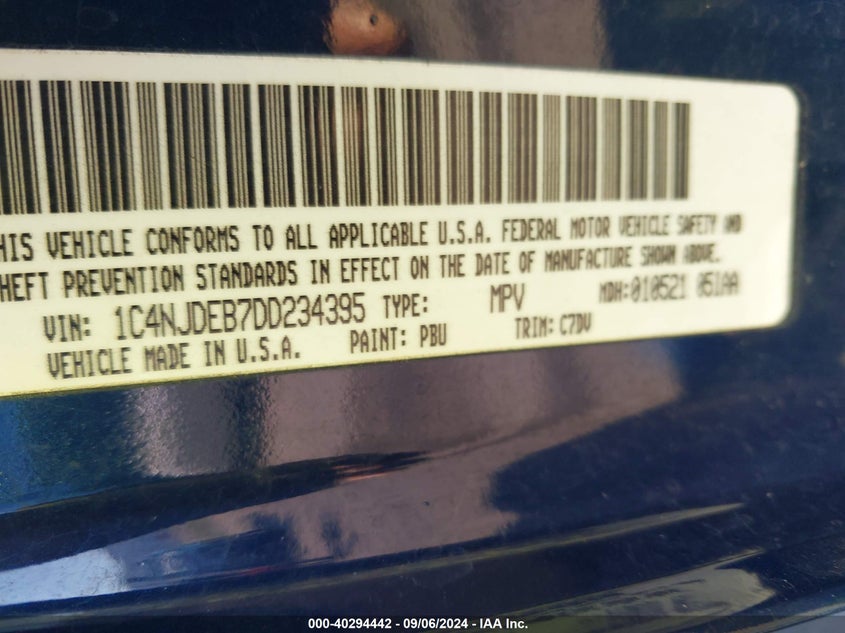 HIS VEHICLE CONFORMS TO ALL APPLICABLE U.S.A. FEDERAL MOTOR VEHICLE SAFETY AND
HEFT PREVENTION STANDARDS IN EFFECT ON THE DATE OF MANUFACTURE SHOWN ABOVE.
VIN: 1C4NJDEB7DD234395 TYPE: MPV MDH:010521 051AA
VEHICLE MADE IN U.S.A. PAINT: PBU TRIM: C7DV
000-40294442 - 09/06/2024 - IAA Inc.